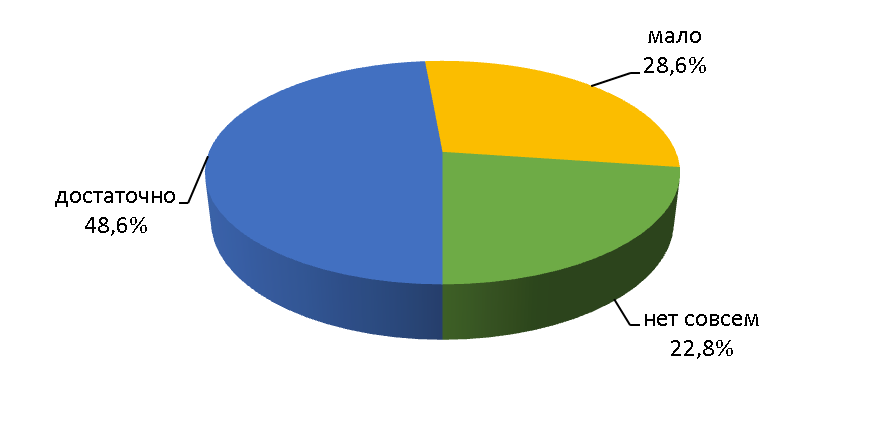 мало
28,6%
достаточно
48,6%
нет совсем
22,8%